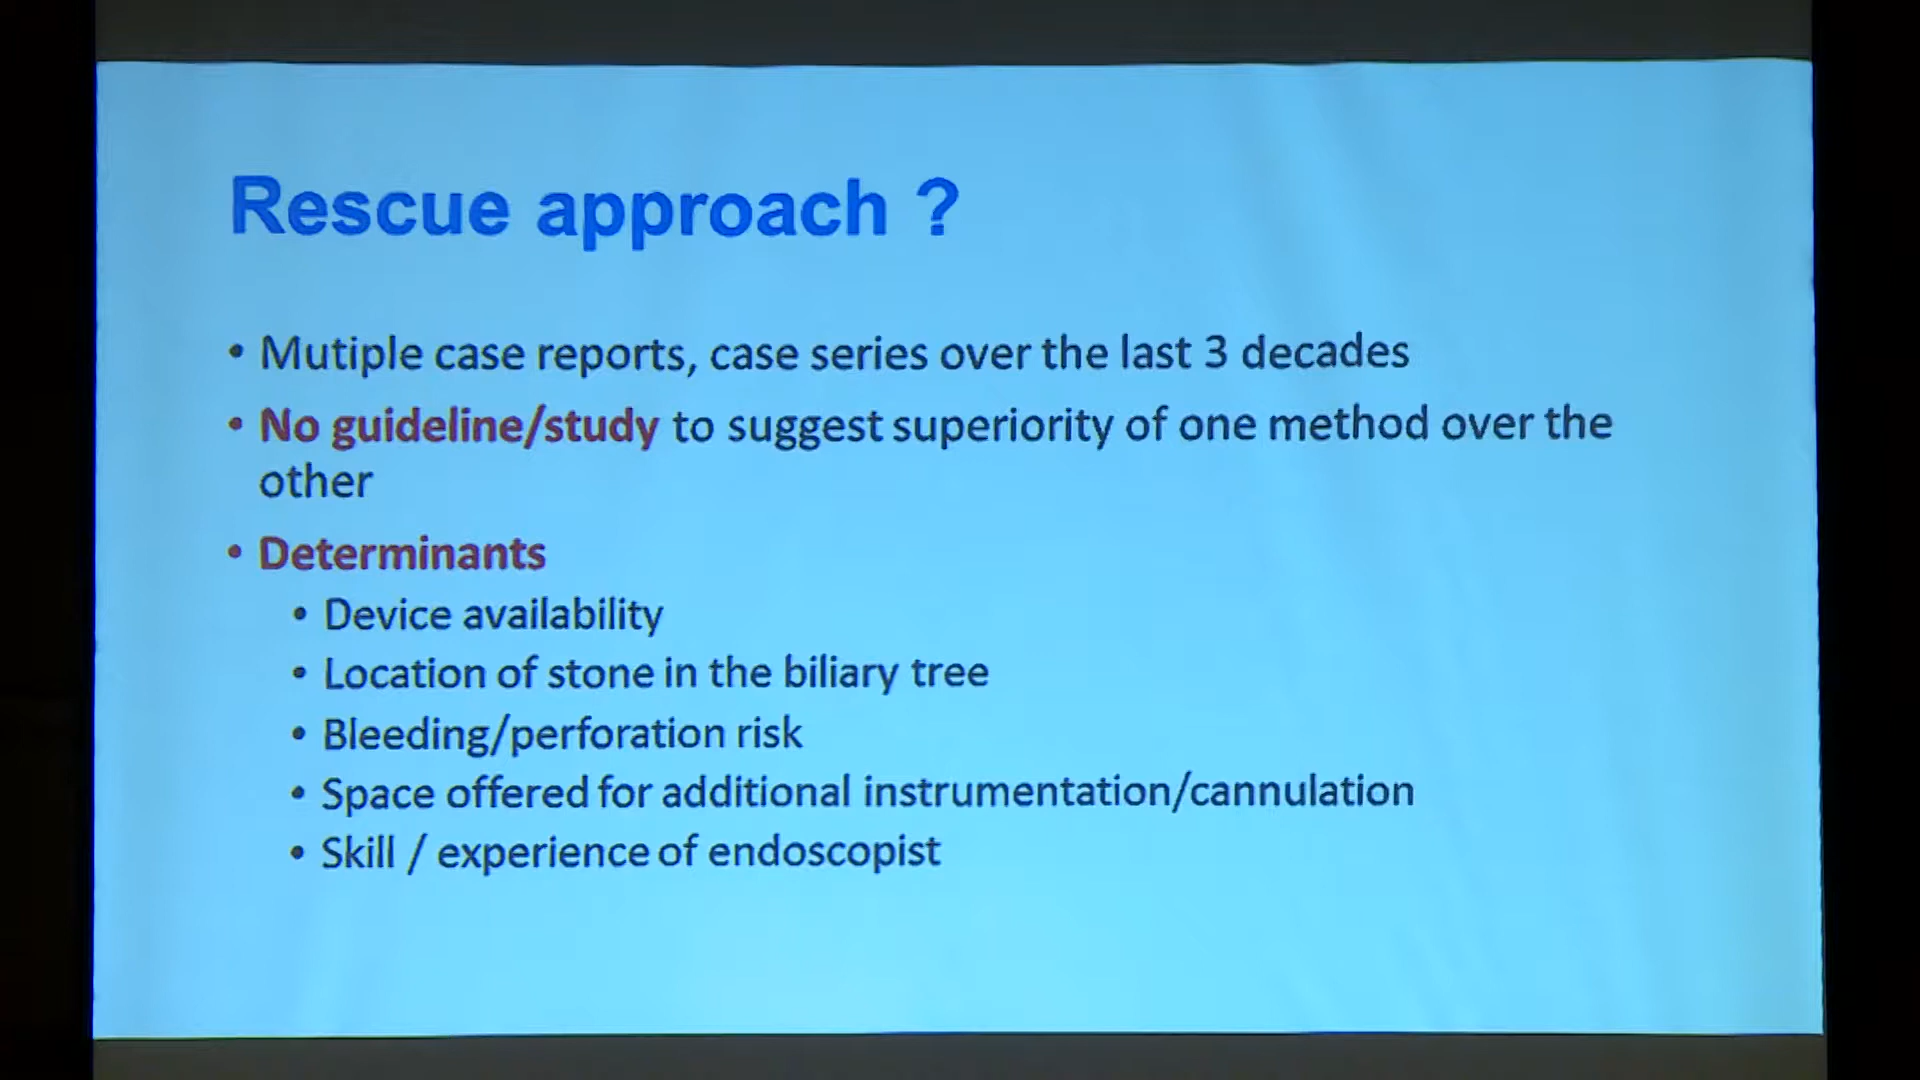 Rescue approach ?
• Mutiple case reports, case series over the last 3 decades
• No guideline/study to suggest superiority of one method over the
other
• Determinants
• Device availability
• Location of stone in the biliary tree
• Bleeding/perforation risk
• Space offered for additional instrumentation/cannulation
• Skill / experience of endoscopist